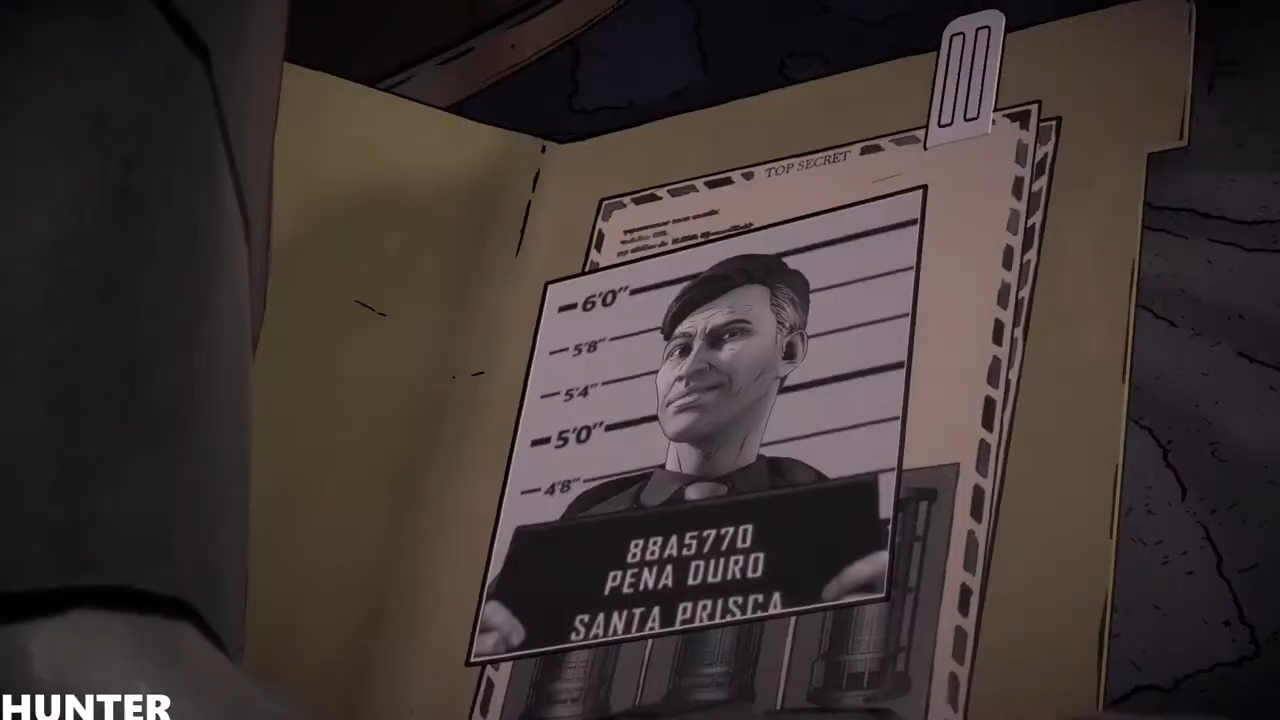 TOP SECRET
6'0"
5'8"
5'4"
5'0"
4'8"
88A5770
PENA DURO
SANTA PRISCA
HUNTER